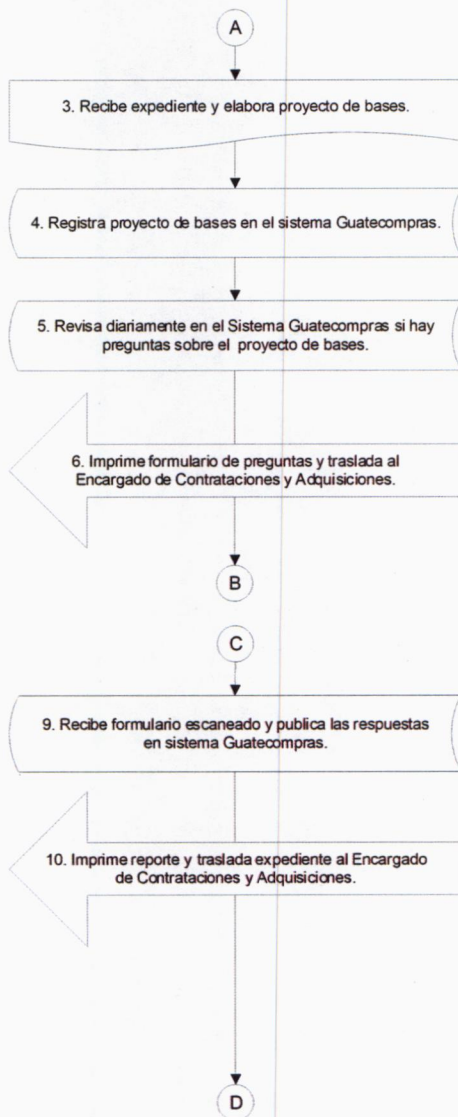 A
3. Recibe expediente y elabora proyecto de bases.
4. Registra proyecto de bases en el sistema Guatecompras.
5. Revisa diariamente en el Sistema Guatecompras si hay
preguntas sobre el proyecto de bases.
6. Imprime formulario de preguntas y traslada al
Encargado de Contrataciones y Adquisiciones.
B
C
9. Recibe formulario escaneado y publica las respuestas
en sistema Guatecompras.
10. Imprime reporte y traslada expediente al Encargado
de Contrataciones y Adquisiciones.
D